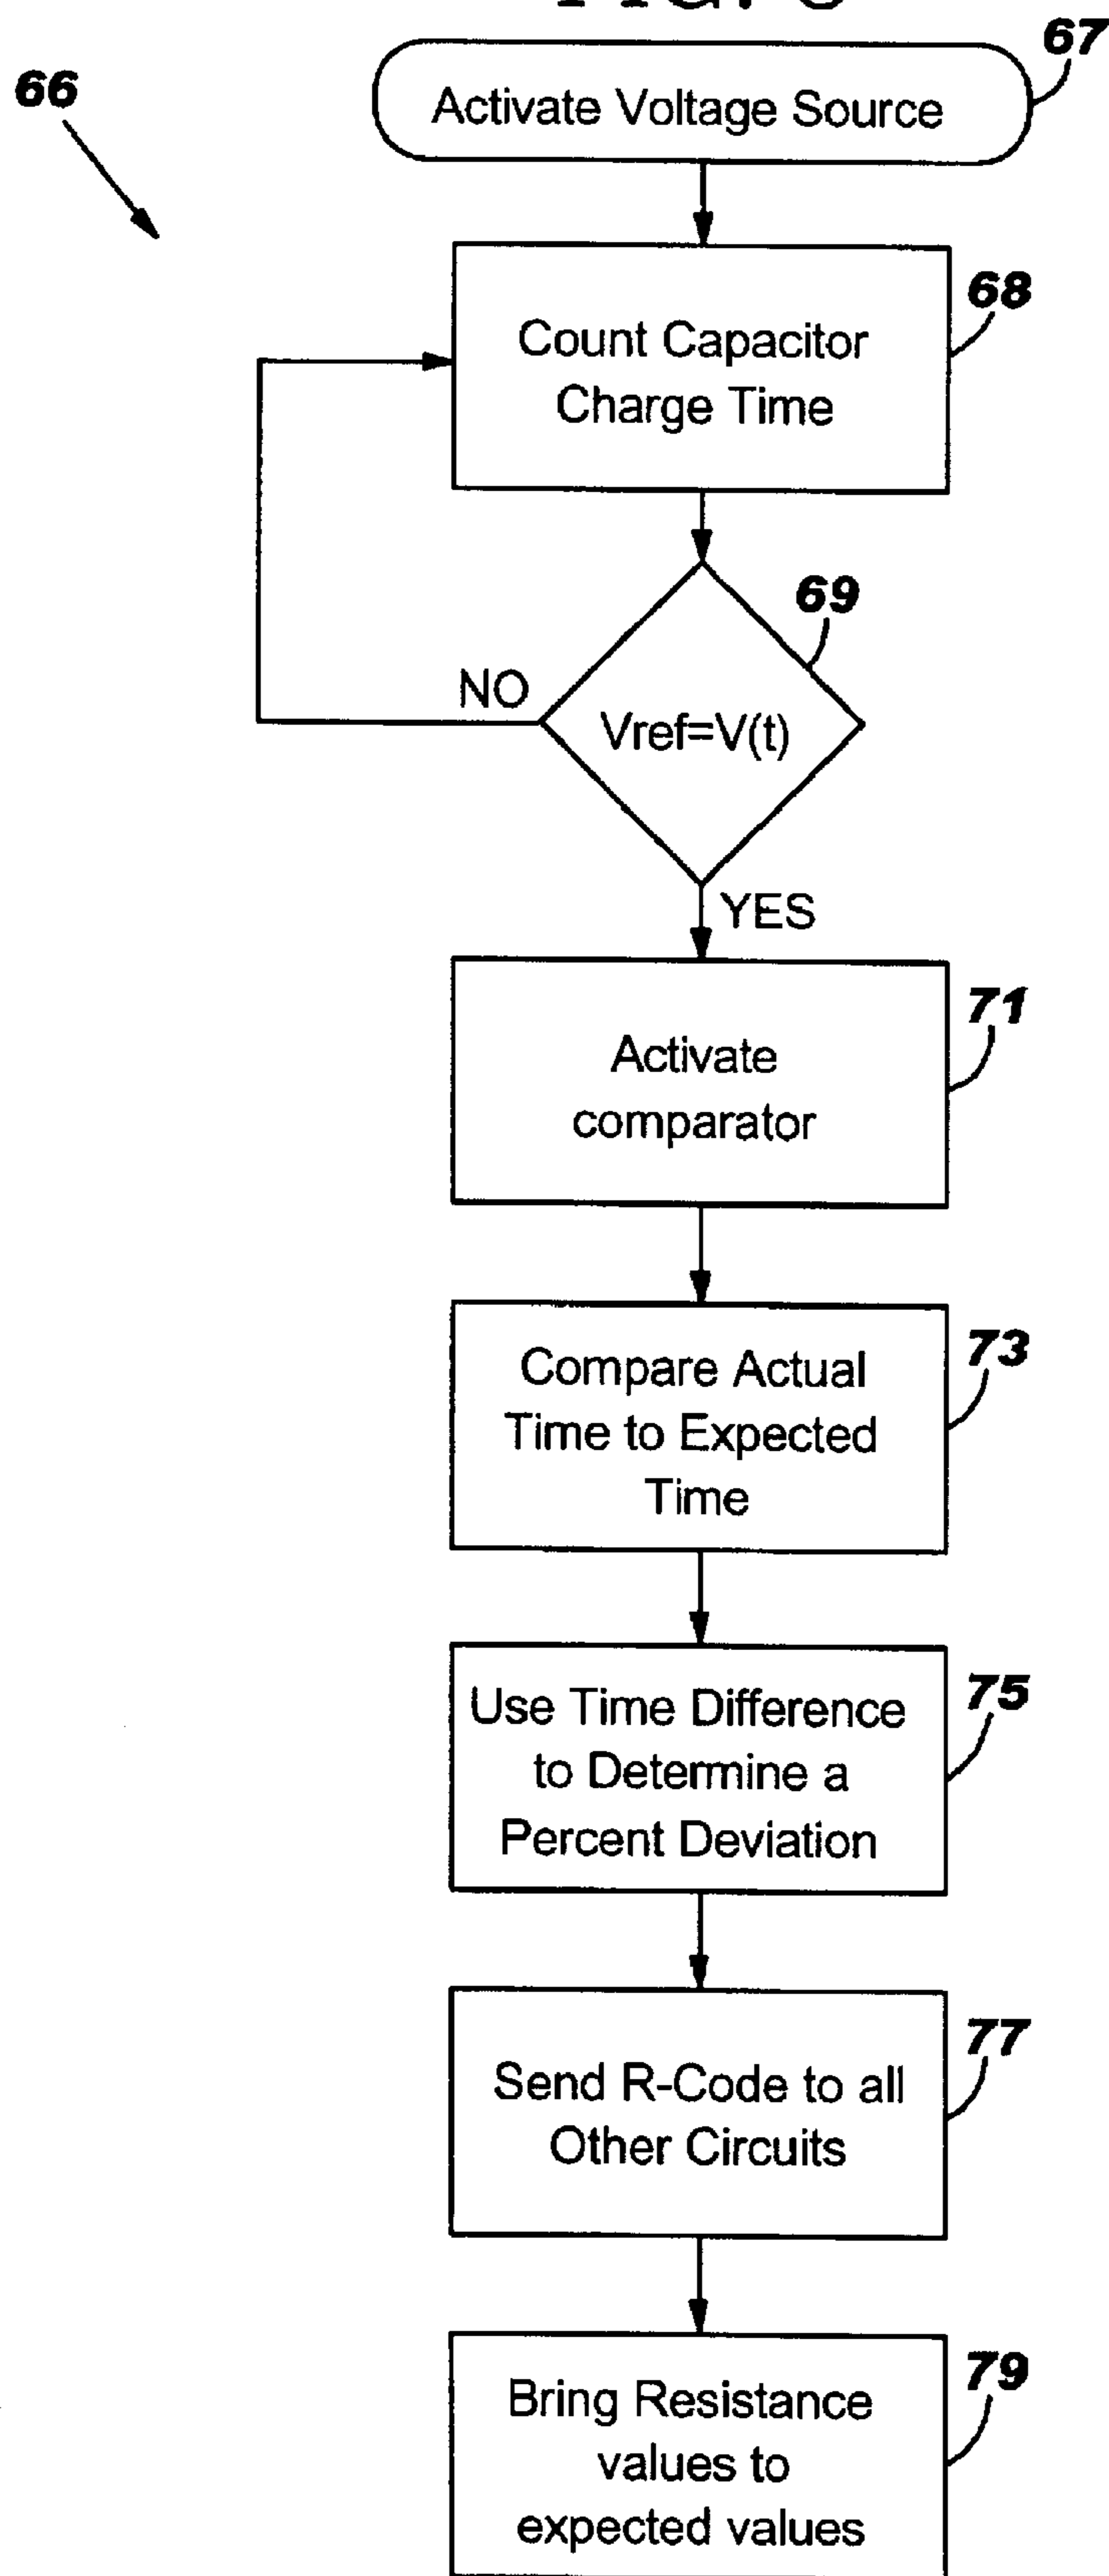 67
66
Activate Voltage Source
68
Count Capacitor
Charge Time
69
NO
Vref=V(t)
YES
71
Activate
comparator
73
Compare Actual
Time to Expected
Time
75
Use Time Difference
to Determine a
Percent Deviation
77
Send R-Code to all
Other Circuits
79
Bring Resistance
values to
expected values